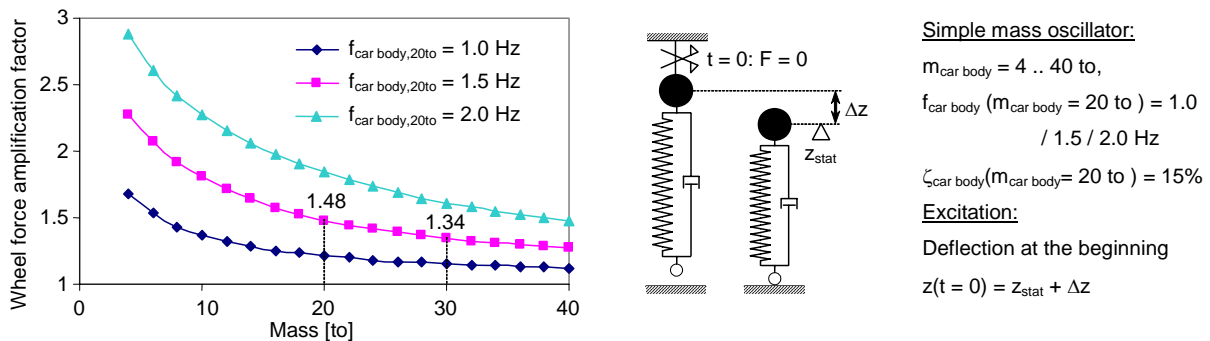 Wheel force amplification factor
3
2.5
2
1.5
1
0
10
20
30
40
Mass [to]
f car body,20to = 1.0 Hz
f car body,20to = 1.5 Hz
f car body,20to = 2.0 Hz
1.48
1.34
t = 0: F = 0
Δz
z stat
Simple mass oscillator:
m car body = 4 .. 40 to,
f car body (m car body = 20 to ) = 1.0
/ 1.5 / 2.0 Hz
ζ car body (m car body = 20 to ) = 15%
Excitation:
Deflection at the beginning
z(t = 0) = z stat + Δz